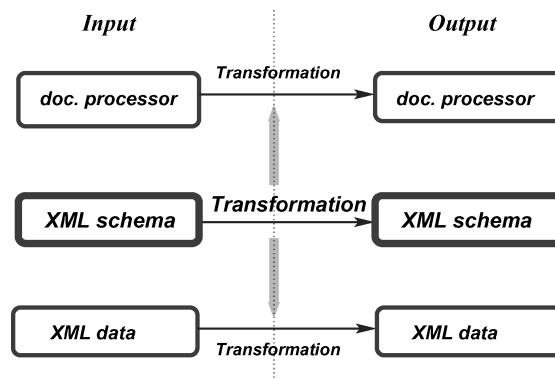 Input
Output
Transformation
doc. processor
doc. processor
Transformation
XML schema
XML schema
XML data
XML data
Transformation